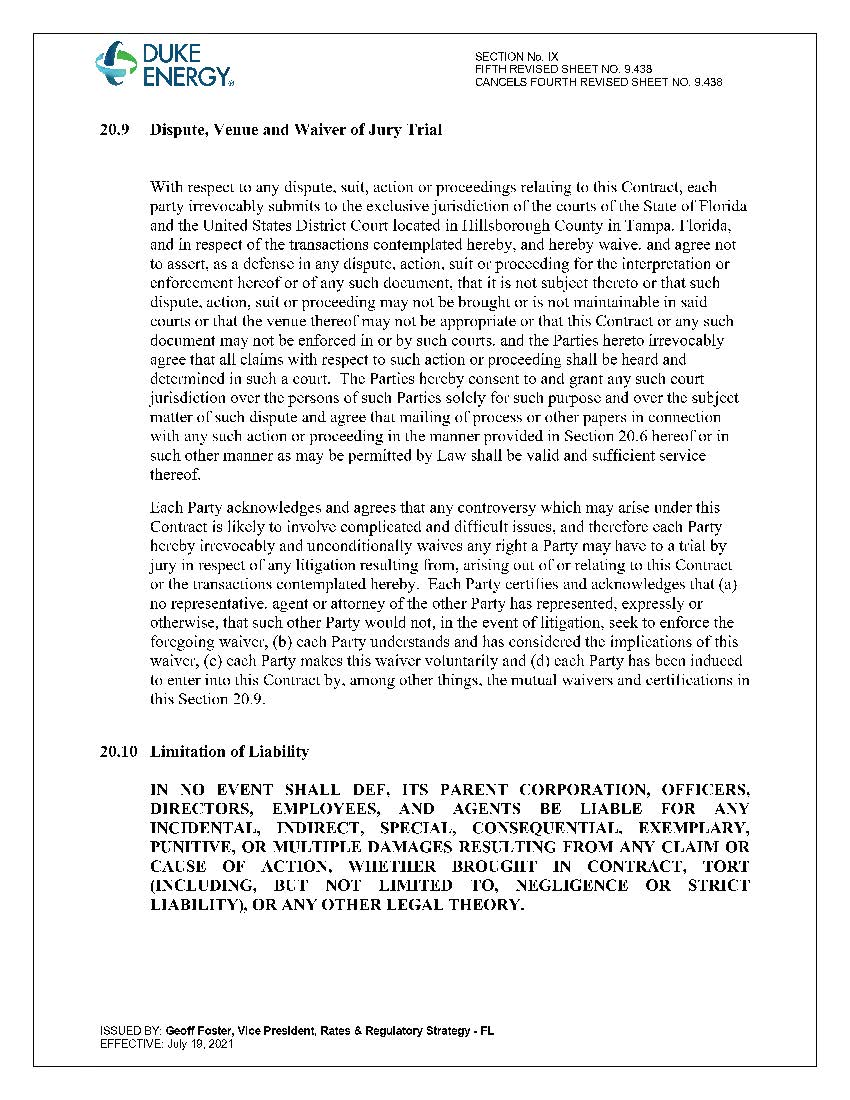 DUKE
ENERGY®
SECTION No. IX
FIFTH REVISED SHEET NO. 9.438
CANCELS FOURTH REVISED SHEET NO. 9.438
20.9 Dispute, Venue and Waiver of Jury Trial
With respect to any dispute, suit, action or proceedings relating to this Contract, each
party irrevocably submits to the exclusive jurisdiction of the courts of the State of Florida
and the United States District Court located in Hillsborough County in Tampa, Florida,
and in respect of the transactions contemplated hereby, and hereby waive, and agree not
to assert, as a defense in any dispute, action, suit or proceeding for the interpretation or
enforcement hereof or of any such document, that it is not subject thereto or that such
dispute, action, suit or proceeding may not be brought or is not maintainable in said
courts or that the venue thereof may not be appropriate or that this Contract or any such
document may not be enforced in or by such courts, and the Parties hereto irrevocably
agree that all claims with respect to such action or proceeding shall be heard and
determined in such a court. The Parties hereby consent to and grant any such court
jurisdiction over the persons of such Parties solely for such purpose and over the subject
matter of such dispute and agree that mailing of process or other papers in connection
with any such action or proceeding in the manner provided in Section 20.6 hereof or in
such other manner as may be permitted by Law shall be valid and sufficient service
thereof.
Each Party acknowledges and agrees that any controversy which may arise under this
Contract is likely to involve complicated and difficult issues, and therefore each Party
hereby irrevocably and unconditionally waives any right a Party may have to a trial by
jury in respect of any litigation resulting from, arising out of or relating to this Contract
or the transactions contemplated hereby. Each Party certifies and acknowledges that (a)
no representative, agent or attorney of the other Party has represented, expressly or
otherwise, that such other Party would not, in the event of litigation, seek to enforce the
foregoing waiver, (b) each Party understands and has considered the implications of this
waiver, (c) each Party makes this waiver voluntarily and (d) each Party has been induced
to enter into this Contract by, among other things, the mutual waivers and certifications in
this Section 20.9.
20.10 Limitation of Liability
IN NO EVENT SHALL DEF, ITS PARENT CORPORATION, OFFICERS,
DIRECTORS, EMPLOYEES, AND AGENTS BE LIABLE FOR ANY
INCIDENTAL, INDIRECT, SPECIAL, CONSEQUENTIAL, EXEMPLARY,
PUNITIVE, OR MULTIPLE DAMAGES RESULTING FROM ANY CLAIM OR
CAUSE OF ACTION, WHETHER BROUGHT IN CONTRACT, TORT
(INCLUDING, BUT NOT LIMITED TO, NEGLIGENCE OR STRICT
LIABILITY), OR ANY OTHER LEGAL THEORY.
ISSUED BY: Geoff Foster, Vice President, Rates & Regulatory Strategy - FL
EFFECTIVE: July 19, 2021